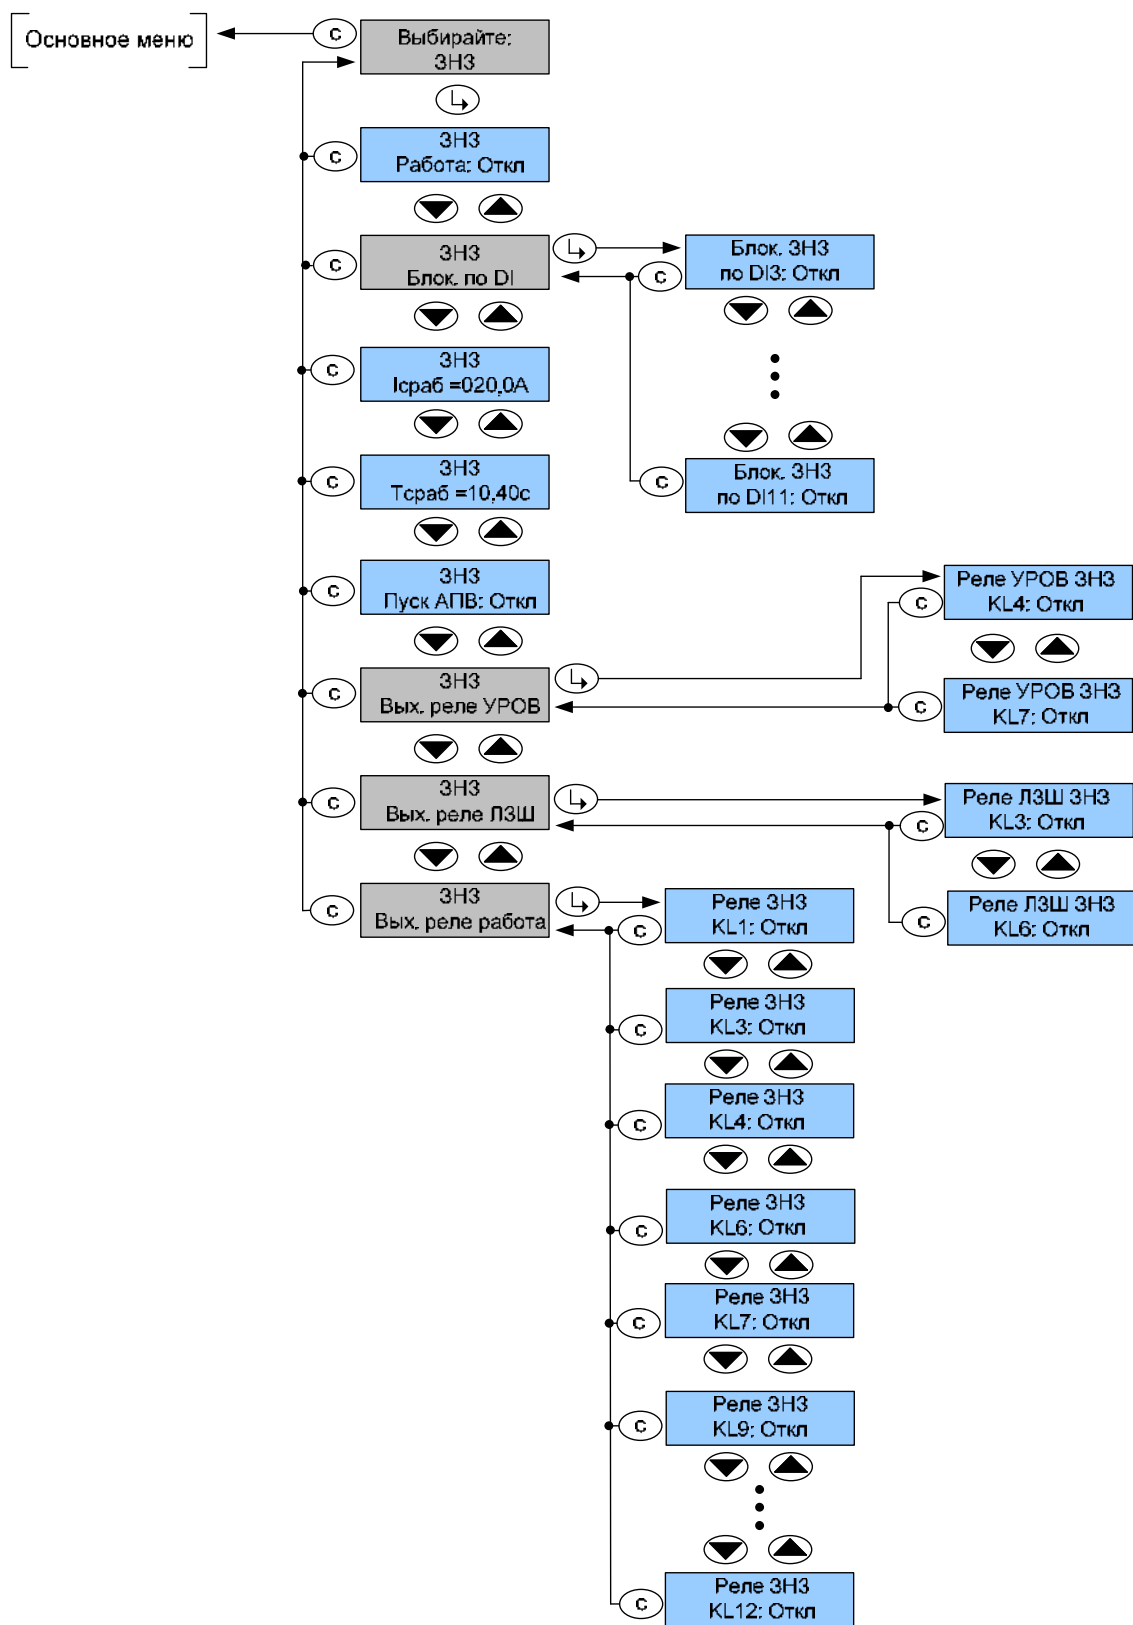 Основное меню
С
Выбирайте:
ЗНЗ
С
ЗНЗ
Работа: Откл
С
ЗНЗ
Блок. по DI
С
Блок. ЗНЗ
по DI3: Откл
С
ЗНЗ
Iсраб =020,0А
С
Блок. ЗНЗ
по DI11: Откл
С
ЗНЗ
Тсраб =10,40с
С
ЗНЗ
Пуск АПВ: Откл
С
Реле УРОВ ЗНЗ
KL4: Откл
С
ЗНЗ
Вых. реле УРОВ
С
Реле УРОВ ЗНЗ
KL7: Откл
С
ЗНЗ
Вых. реле ЛЗШ
С
Реле ЛЗШ ЗНЗ
KL3: Откл
С
Реле ЛЗШ ЗНЗ
KL6: Откл
С
ЗНЗ
Вых. реле работа
С
Реле ЗНЗ
KL1: Откл
С
Реле ЗНЗ
KL3: Откл
С
Реле ЗНЗ
KL4: Откл
С
Реле ЗНЗ
KL6: Откл
С
Реле ЗНЗ
KL7: Откл
С
Реле ЗНЗ
KL9: Откл
С
Реле ЗНЗ
KL12: Откл